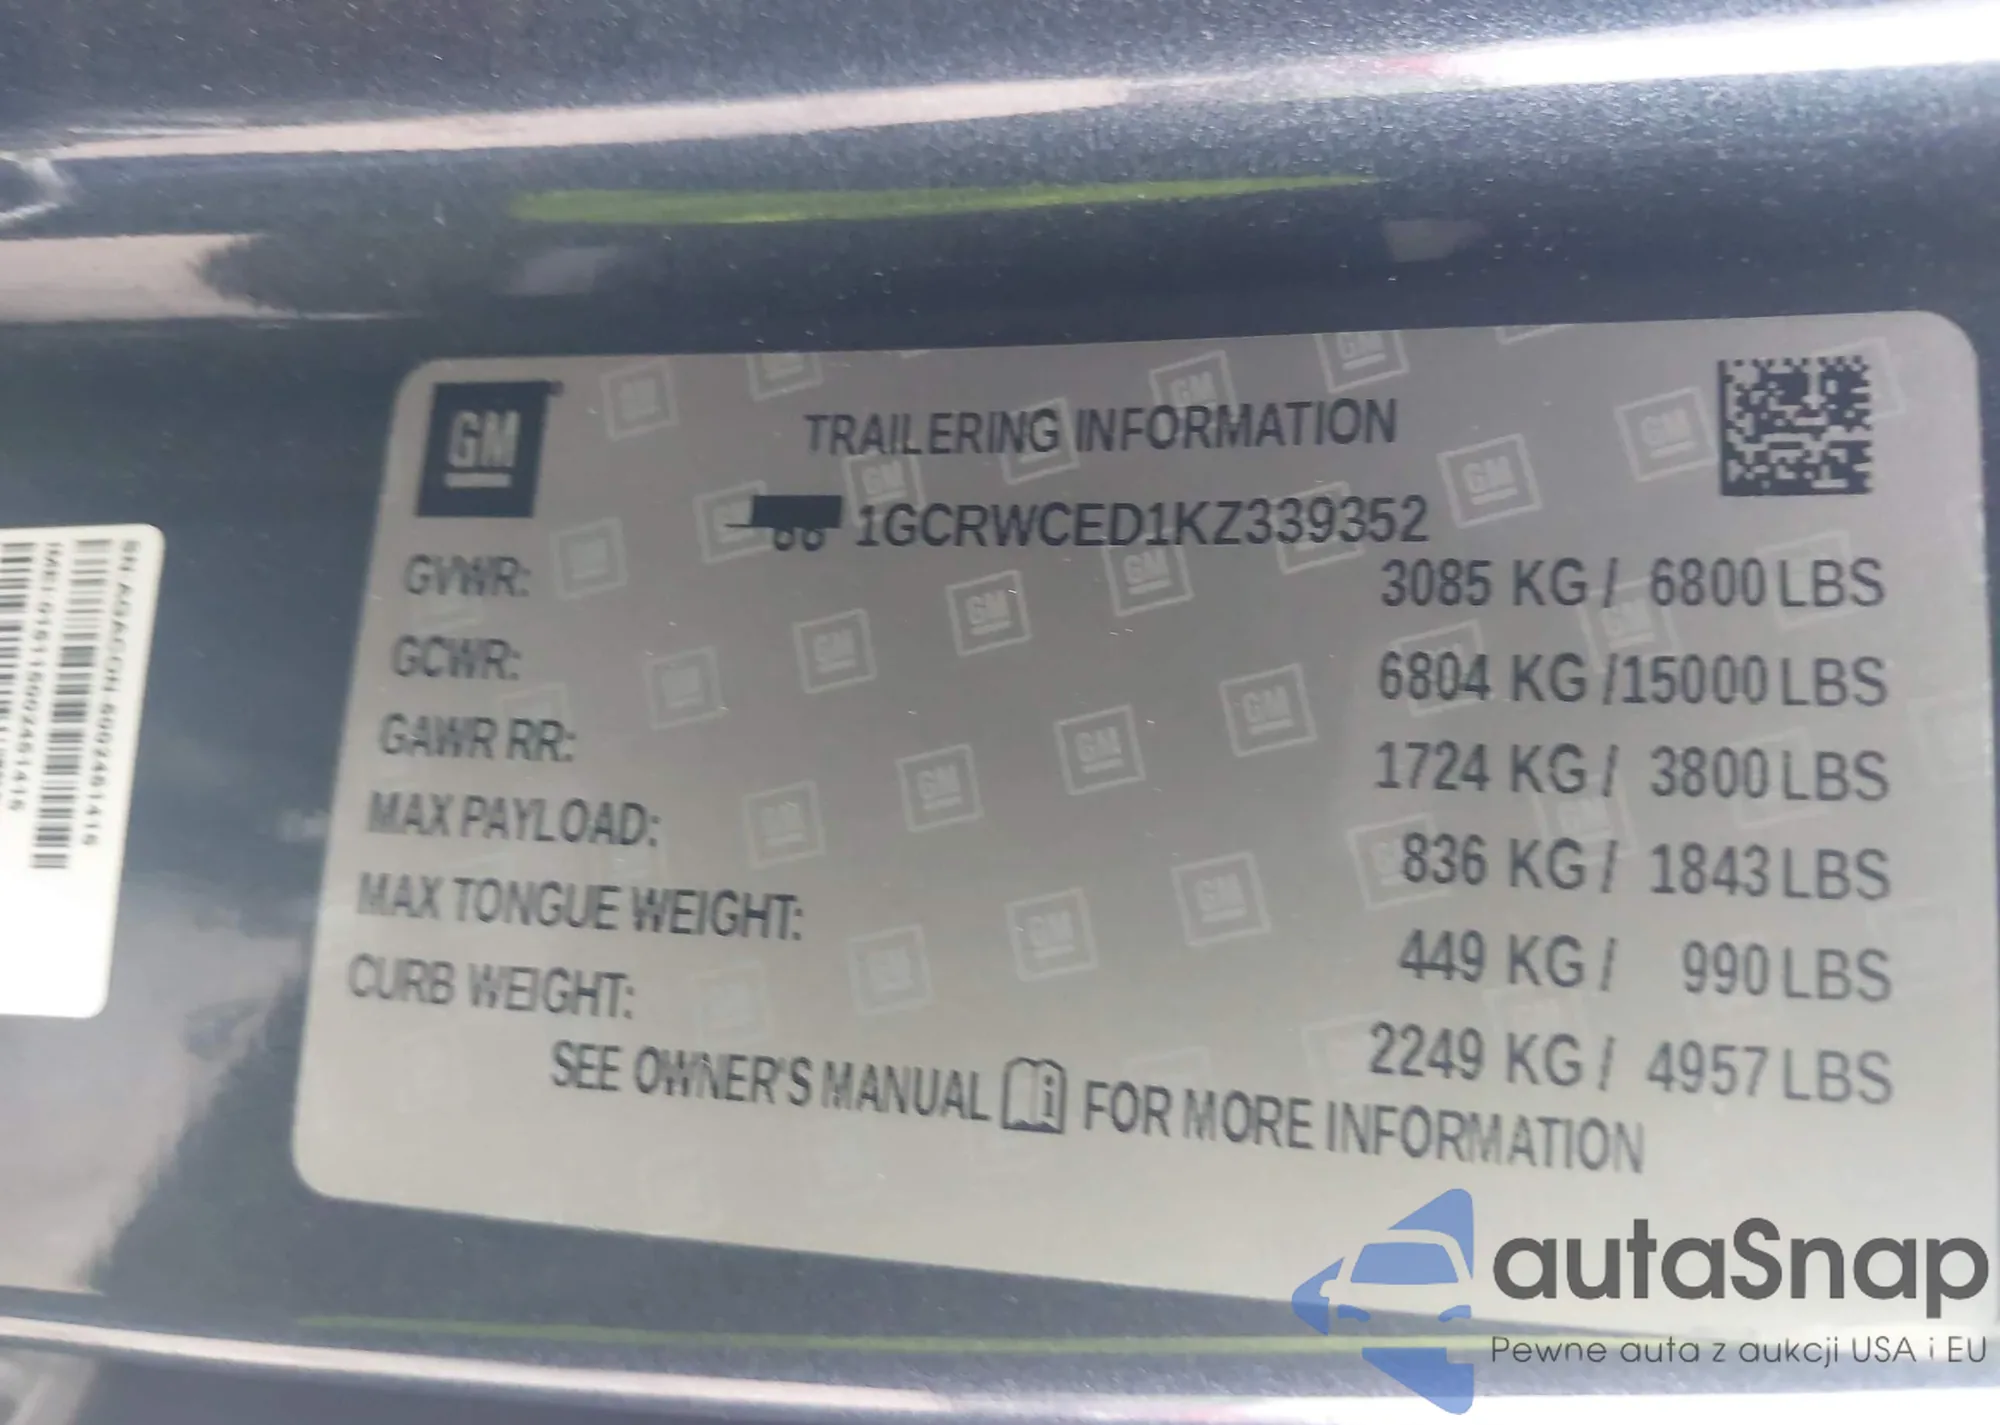 GM
TRAILERING INFORMATION
1GCRWCED1KZ339352
GVWR: 3085 KG / 6800 LBS
GCWR: 6804 KG /15000 LBS
GAWR RR: 1724 KG / 3800 LBS
MAX PAYLOAD: 836 KG / 1843 LBS
MAX TONGUE WEIGHT: 449 KG / 990 LBS
CURB WEIGHT: 2249 KG / 4957 LBS
SEE OWNER'S MANUAL FOR MORE INFORMATION
autaSnap
Pewne auta z aukcji USA i EU